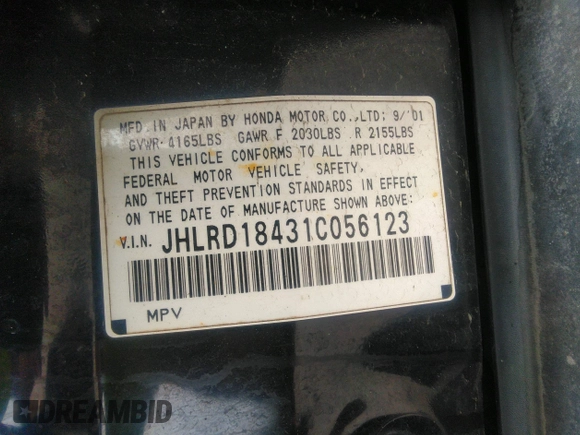 MFD. IN JAPAN BY HONDA MOTOR CO., LTD: 9/'01
GVWR 4165LBS GAWR F 2030LBS R 2155LBS
THIS VEHICLE CONFORMS TO ALL APPLICABLE
FEDERAL MOTOR VEHICLE SAFETY,
AND THEFT PREVENTION STANDARDS IN EFFECT
ON THE DATE OF MANUFACTURE SHOWN ABOVE:
V.I.N. JHLRD18431C056123
MPV
DREAMBID